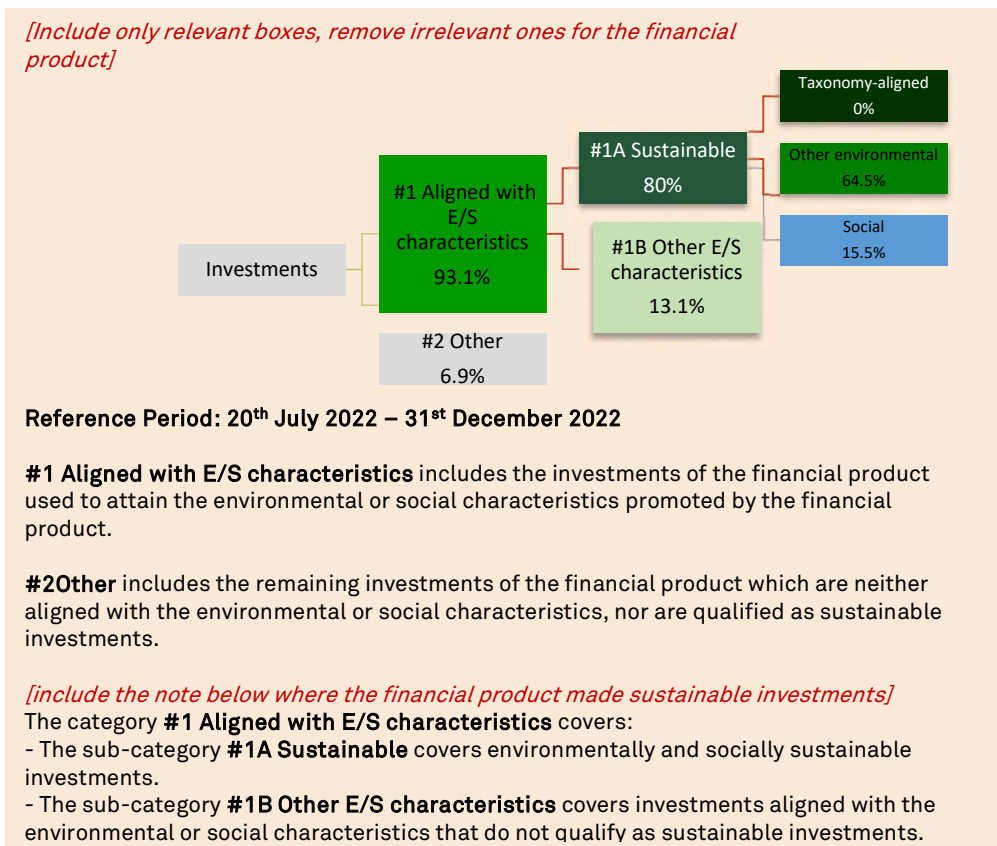 [Include only relevant boxes, remove irrelevant ones for the financial
product]
Taxonomy-aligned
0%
#1A Sustainable
80%
Other environmental
64.5%
#1 Aligned with
E/S
characteristics
93.1%
Social
15.5%
#1B Other E/S
characteristics
13.1%
Investments
#2 Other
6.9%
Reference Period: 20th July 2022 – 31st December 2022
#1 Aligned with E/S characteristics includes the investments of the financial product
used to attain the environmental or social characteristics promoted by the financial
product.
#2Other includes the remaining investments of the financial product which are neither
aligned with the environmental or social characteristics, nor are qualified as sustainable
investments.
[include the note below where the financial product made sustainable investments]
The category #1 Aligned with E/S characteristics covers:
- The sub-category #1A Sustainable covers environmentally and socially sustainable
investments.
- The sub-category #1B Other E/S characteristics covers investments aligned with the
environmental or social characteristics that do not qualify as sustainable investments.